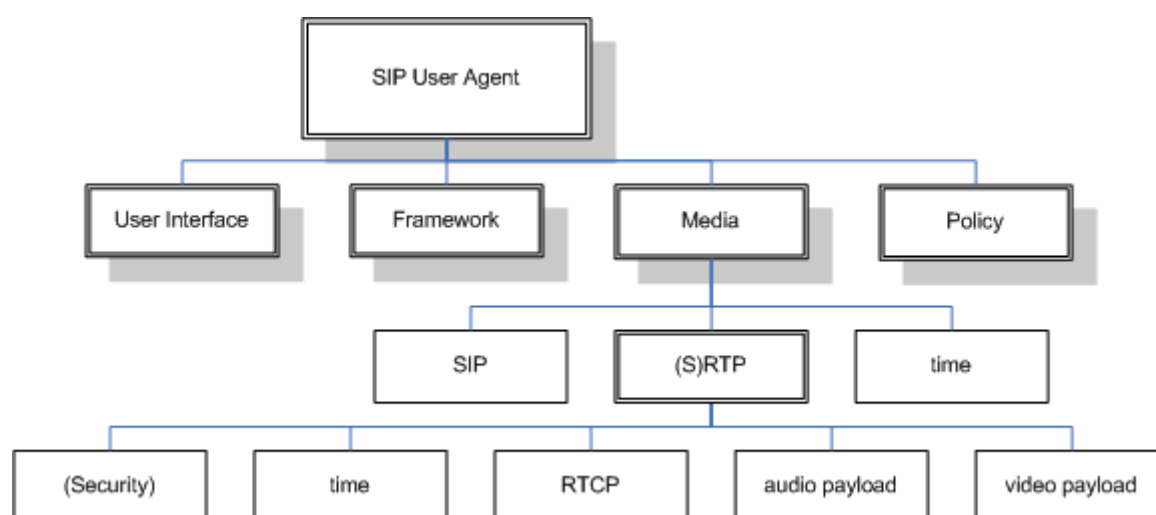 SIP User Agent
User Interface
Framework
Media
Policy
SIP
(S)RTP
time
(Security)
time
RTCP
audio payload
video payload